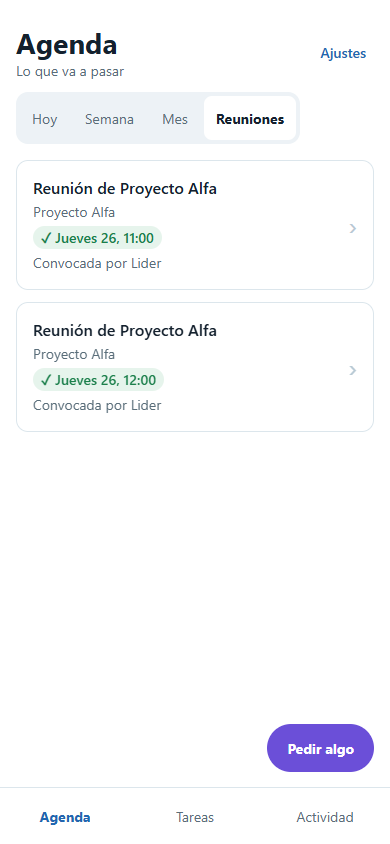 Agenda
Ajustes
Lo que va a pasar
Hoy Semana Mes Reuniones
Reunión de Proyecto Alfa
Proyecto Alfa
✓ Jueves 26, 11:00
Convocada por Lider
Reunión de Proyecto Alfa
Proyecto Alfa
✓ Jueves 26, 12:00
Convocada por Lider
Pedir algo
Agenda Tareas Actividad